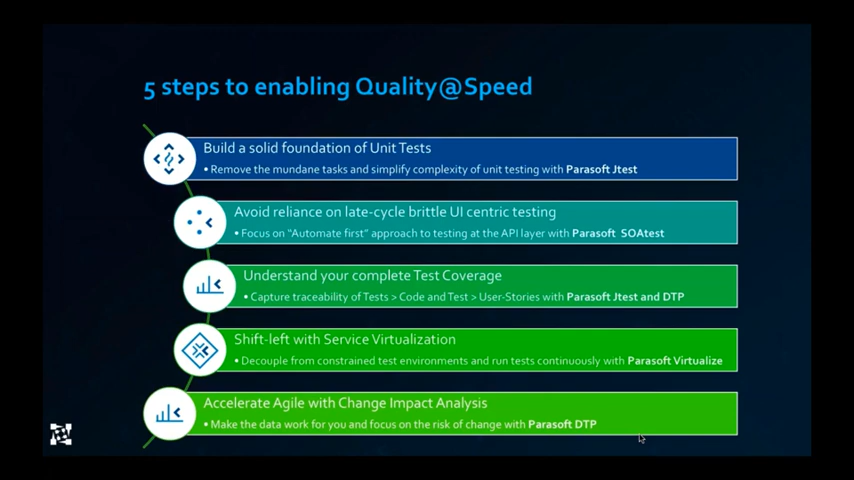 5 steps to enabling Quality@Speed
Build a solid foundation of Unit Tests
• Remove the mundane tasks and simplify complexity of unit testing with Parasoft Jtest
Avoid reliance on late-cycle brittle UI centric testing
• Focus on “Automate first” approach to testing at the API layer with Parasoft SOAtest
Understand your complete Test Coverage
• Capture traceability of Tests > Code and Test > User-Stories with Parasoft Jtest and DTP
Shift-left with Service Virtualization
• Decouple from constrained test environments and run tests continuously with Parasoft Virtualize
Accelerate Agile with Change Impact Analysis
• Make the data work for you and focus on the risk of change with Parasoft DTP